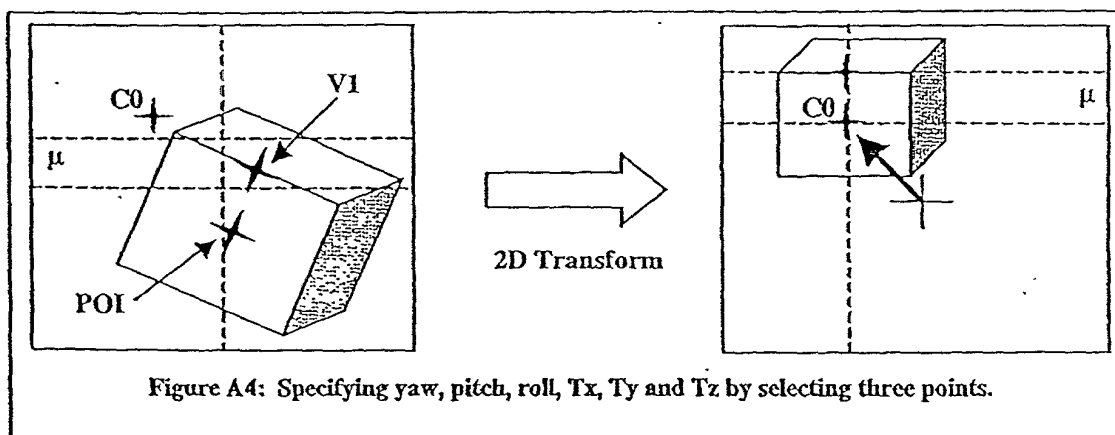 V1
C0
μ
POI
2D Transform
C0
μ
Figure A4: Specifying yaw, pitch, roll, Tx, Ty and Tz by selecting three points.